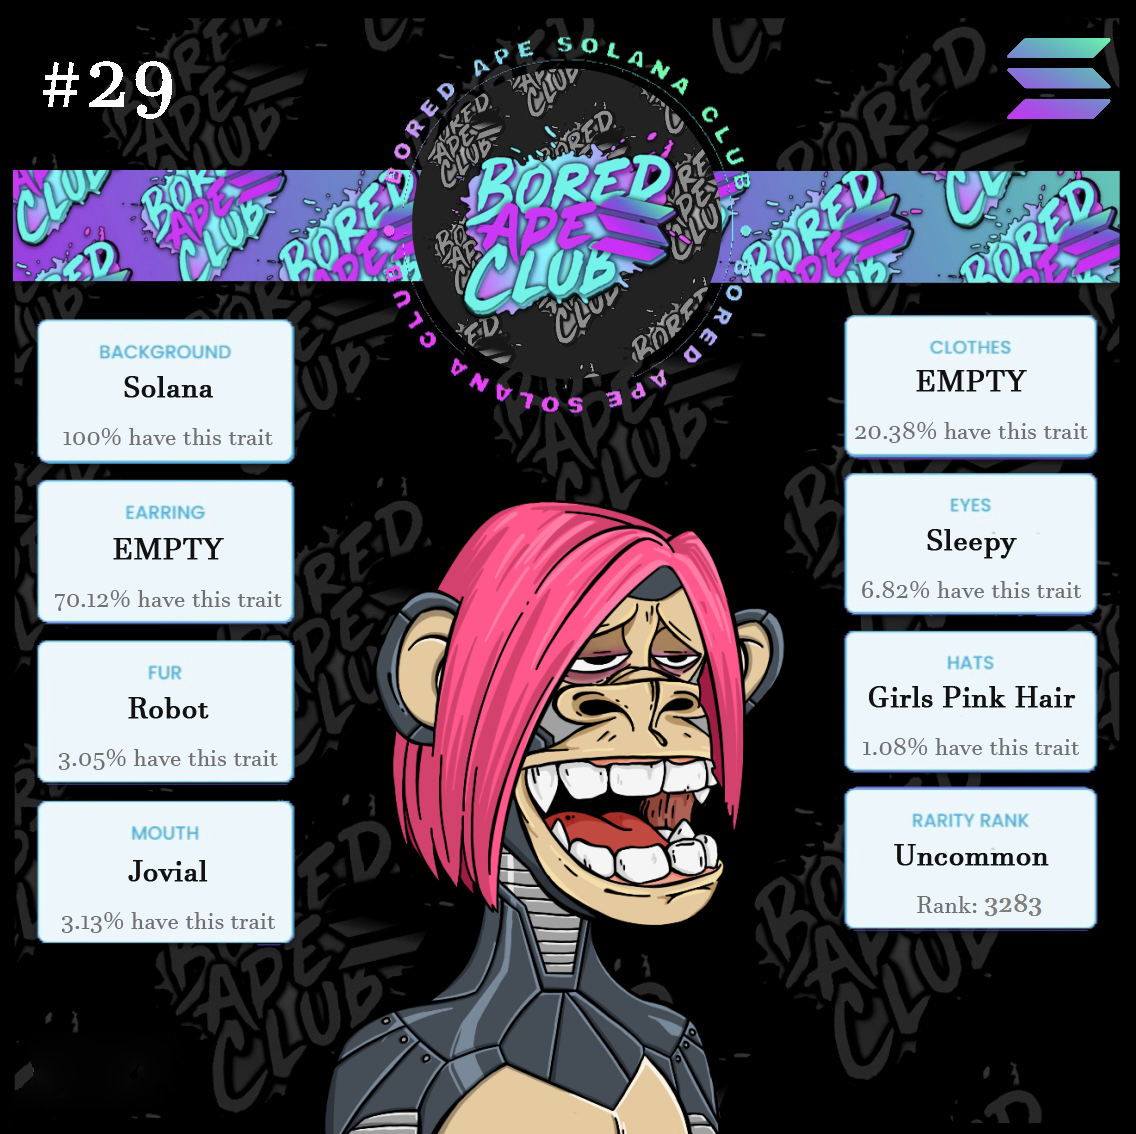 #29
BORED APE SOLANA CLUB
BORED APE SOLANA CLUB
BORED
APE
CLUB
BACKGROUND
Solana
100% have this trait
EARRING
EMPTY
70.12% have this trait
FUR
Robot
3.05% have this trait
MOUTH
Jovial
3.13% have this trait
CLOTHES
EMPTY
20.38% have this trait
EYES
Sleepy
6.82% have this trait
HATS
Girls Pink Hair
1.08% have this trait
RARITY RANK
Uncommon
Rank: 3283